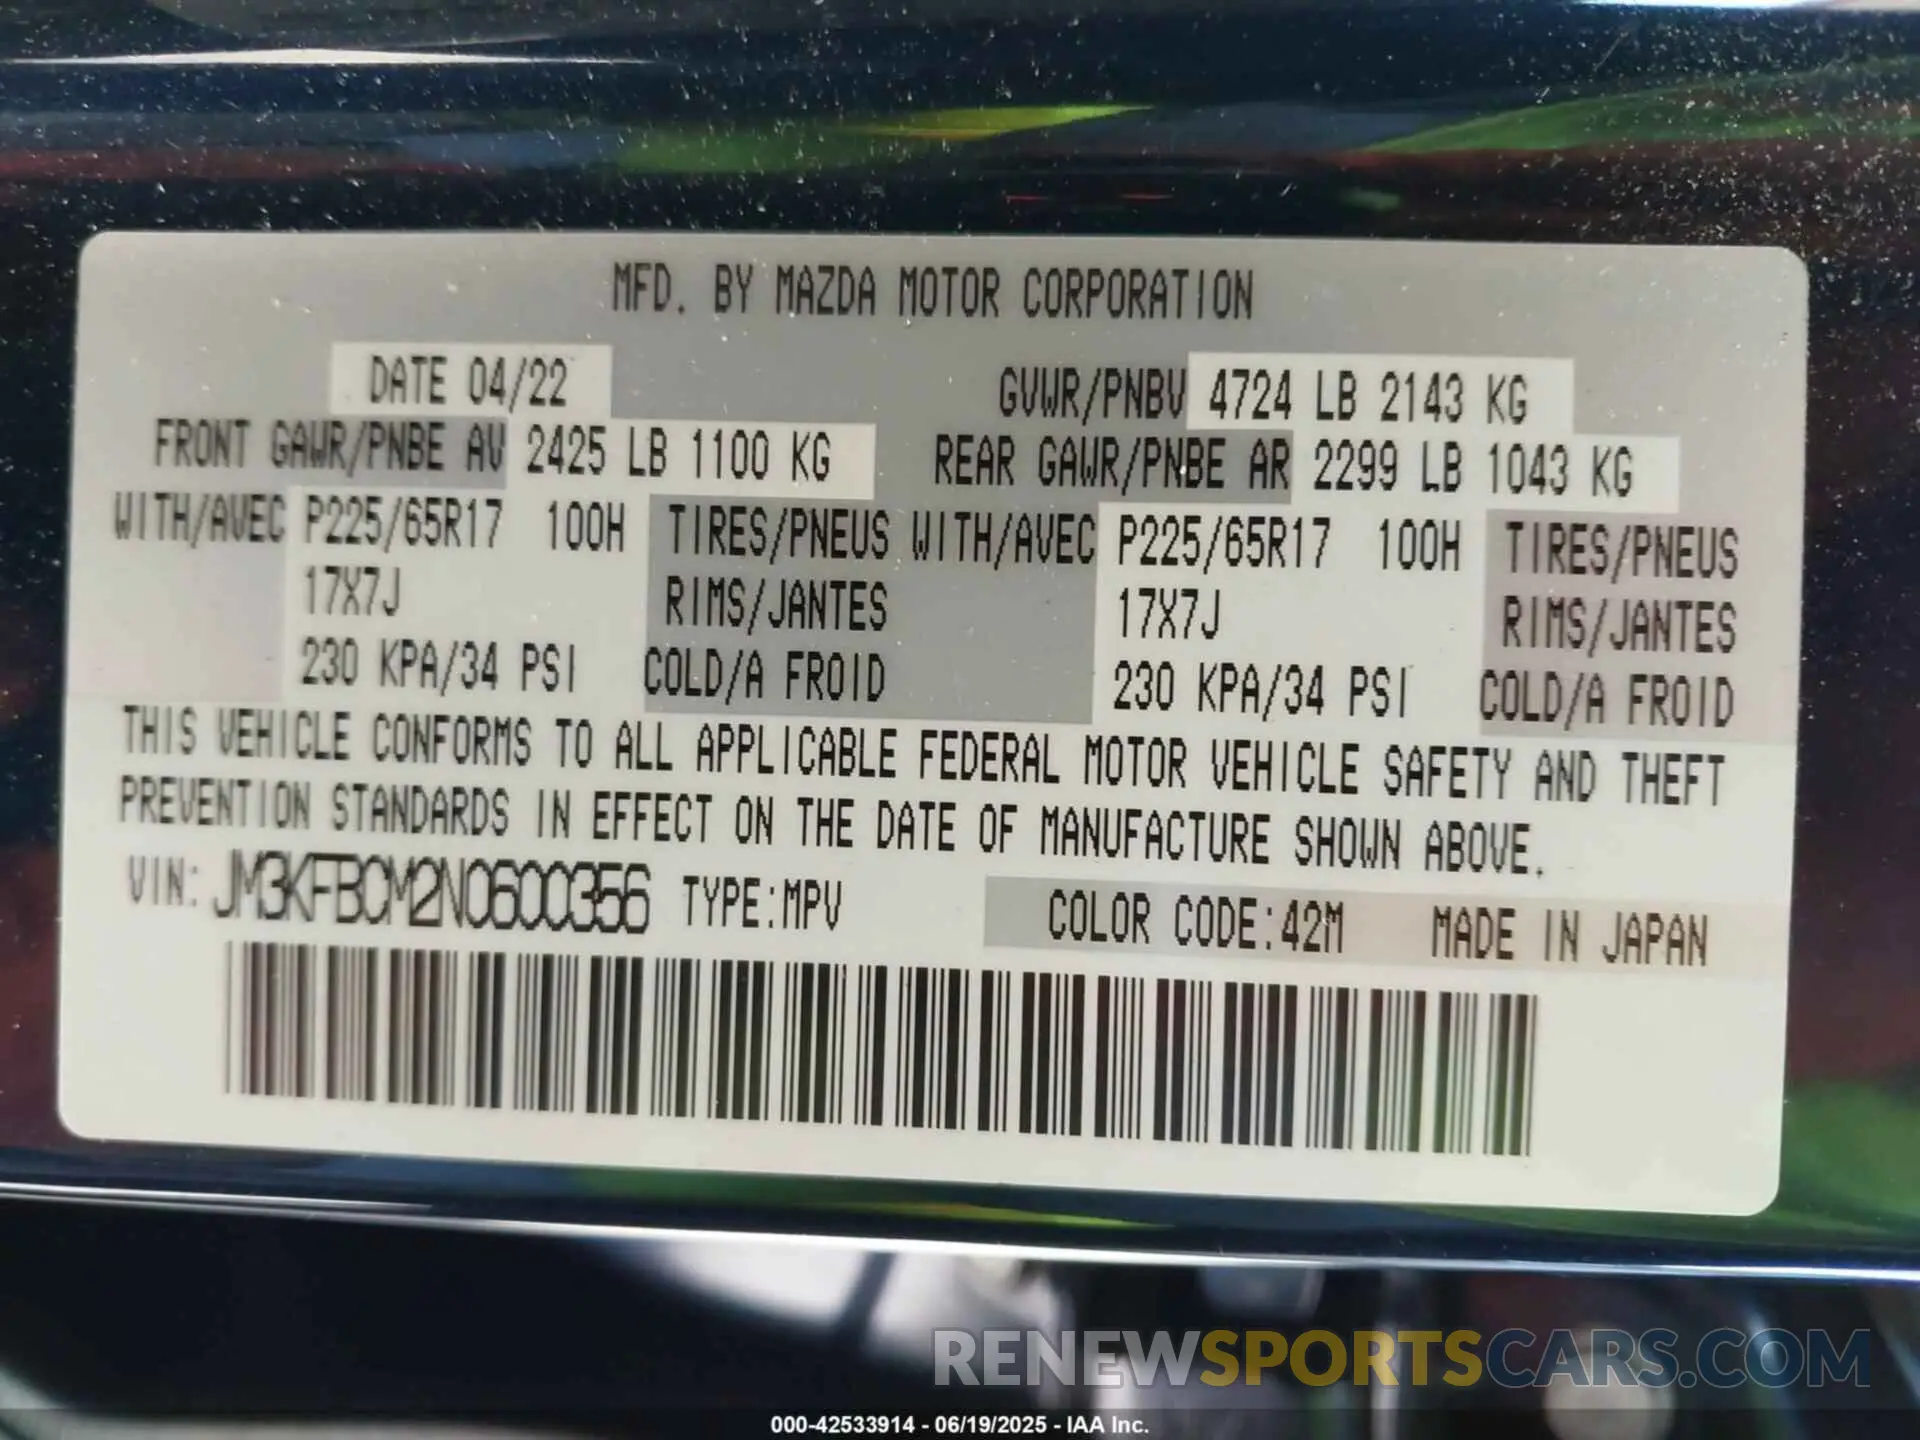 MFD. BY MAZDA MOTOR CORPORATION
DATE 04/22 GVWR/PNBV 4724 LB 2143 KG
FRONT GAWR/PNBE AV 2425 LB 1100 KG REAR GAWR/PNBE AR 2299 LB 1043 KG
WITH/AVEC P225/65R17 100H TIRES/PNEUS WITH/AVEC P225/65R17 100H TIRES/PNEUS
17X7J RIMS/JANTES 17X7J RIMS/JANTES
230 KPA/34 PSI COLD/A FROID 230 KPA/34 PSI COLD/A FROID
THIS VEHICLE CONFORMS TO ALL APPLICABLE FEDERAL MOTOR VEHICLE SAFETY AND THEFT
PREVENTION STANDARDS IN EFFECT ON THE DATE OF MANUFACTURE SHOWN ABOVE.
VIN: JM3KFBCM2N0600356 TYPE:MPV COLOR CODE:42M MADE IN JAPAN
RENEWSPORTSCARS.COM
000-42533914 - 06/19/2025 - IAA Inc.